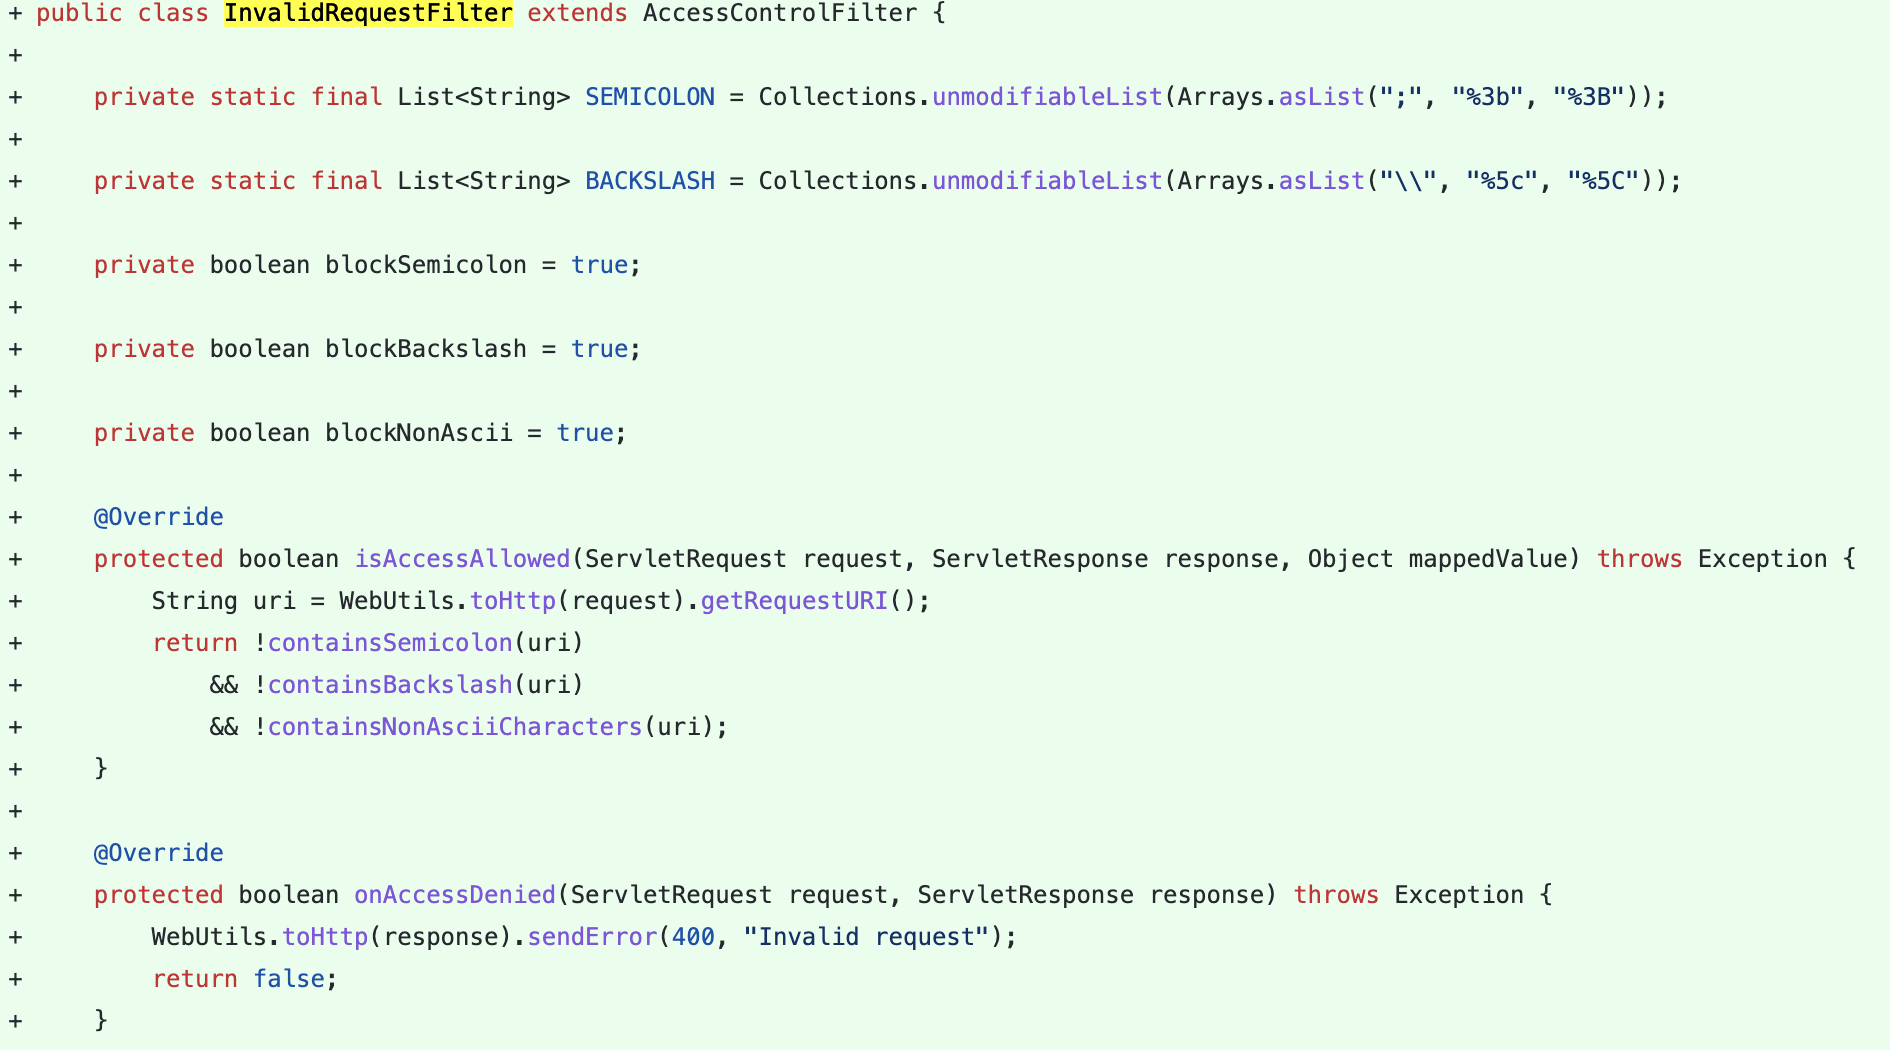 + public class InvalidRequestFilter extends AccessControlFilter {
+
+     private static final List<String> SEMICOLON = Collections.unmodifiableList(Arrays.asList(";", "%3b", "%3B"));
+
+     private static final List<String> BACKSLASH = Collections.unmodifiableList(Arrays.asList("\\", "%5c", "%5C"));
+
+     private boolean blockSemicolon = true;
+
+     private boolean blockBackslash = true;
+
+     private boolean blockNonAscii = true;
+
+     @Override
+     protected boolean isAccessAllowed(ServletRequest request, ServletResponse response, Object mappedValue) throws Exception {
+         String uri = WebUtils.toHttp(request).getRequestURI();
+         return !containsSemicolon(uri)
+             && !containsBackslash(uri)
+             && !containsNonAsciiCharacters(uri);
+     }
+
+     @Override
+     protected boolean onAccessDenied(ServletRequest request, ServletResponse response) throws Exception {
+         WebUtils.toHttp(response).sendError(400, "Invalid request");
+         return false;
+     }